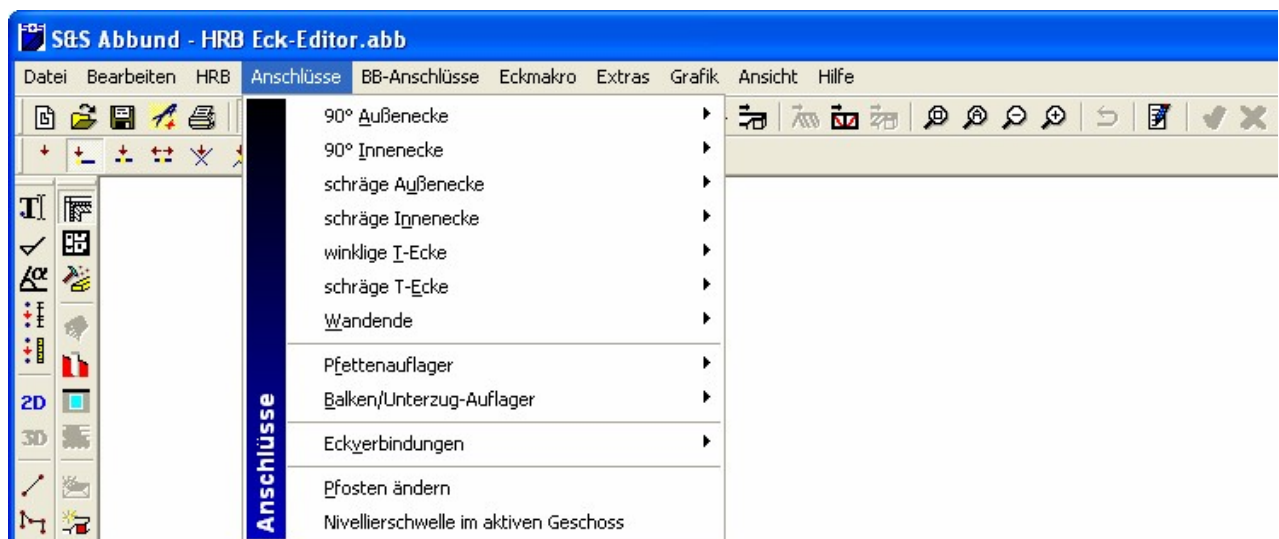 S&S Abbund - HRB Eck-Editor.abb
Datei Bearbeiten HRB Anschlüsse BB-Anschlüsse Eckmakro Extras Grafik Ansicht Hilfe
90° Außenecke
90° Innenecke
schräge Außenecke
schräge Innenecke
winklige T-Ecke
schräge T-Ecke
Wandende
Pfettenauflager
Balken/Unterzug-Auflager
Eckverbindungen
Pfosten ändern
Nivellierschwelle im aktiven Geschoss
Anschlüsse
2D
3D